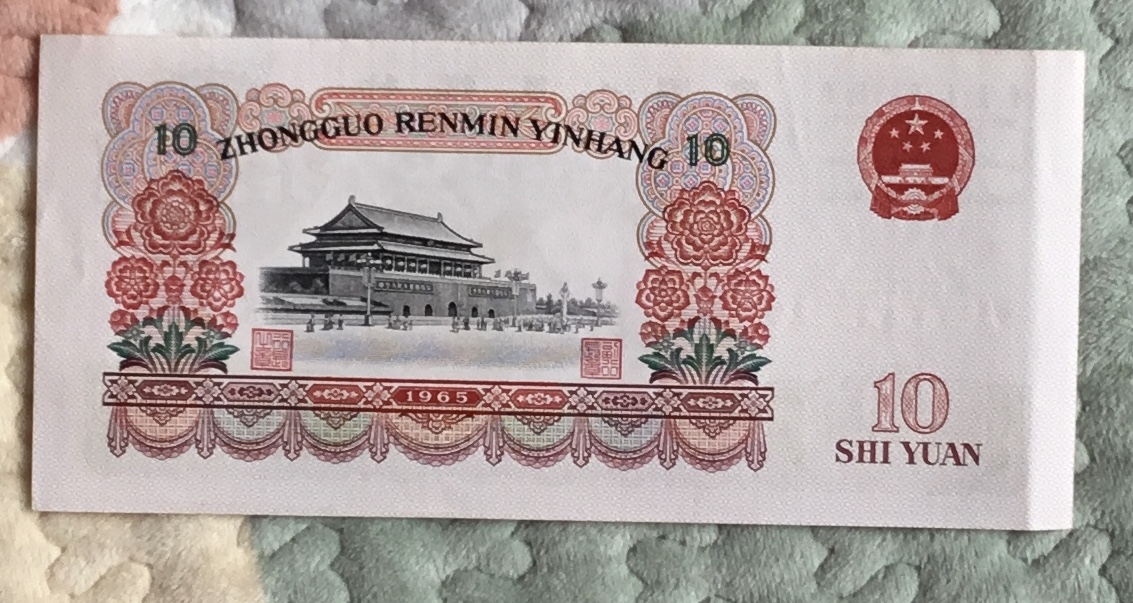 10 ZHONGGUO RENMIN YINHANG 10
1965
10
SHI YUAN